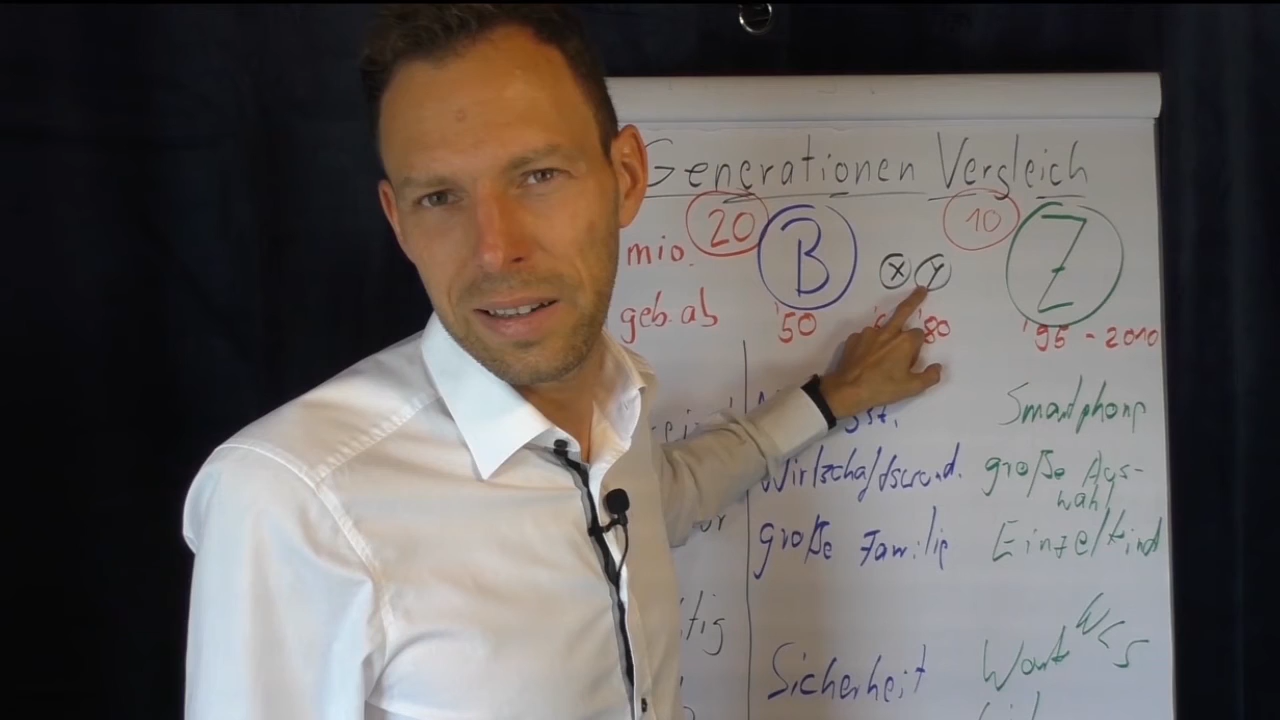 Generationen Vergleich
mio. 20 B X Y 10 Z
geb. ab '50 '80 '95 - 2010
Smartphone
Wirtschaftswund. große Aus-
wahl
große Familie Einzelkind
Sicherheit